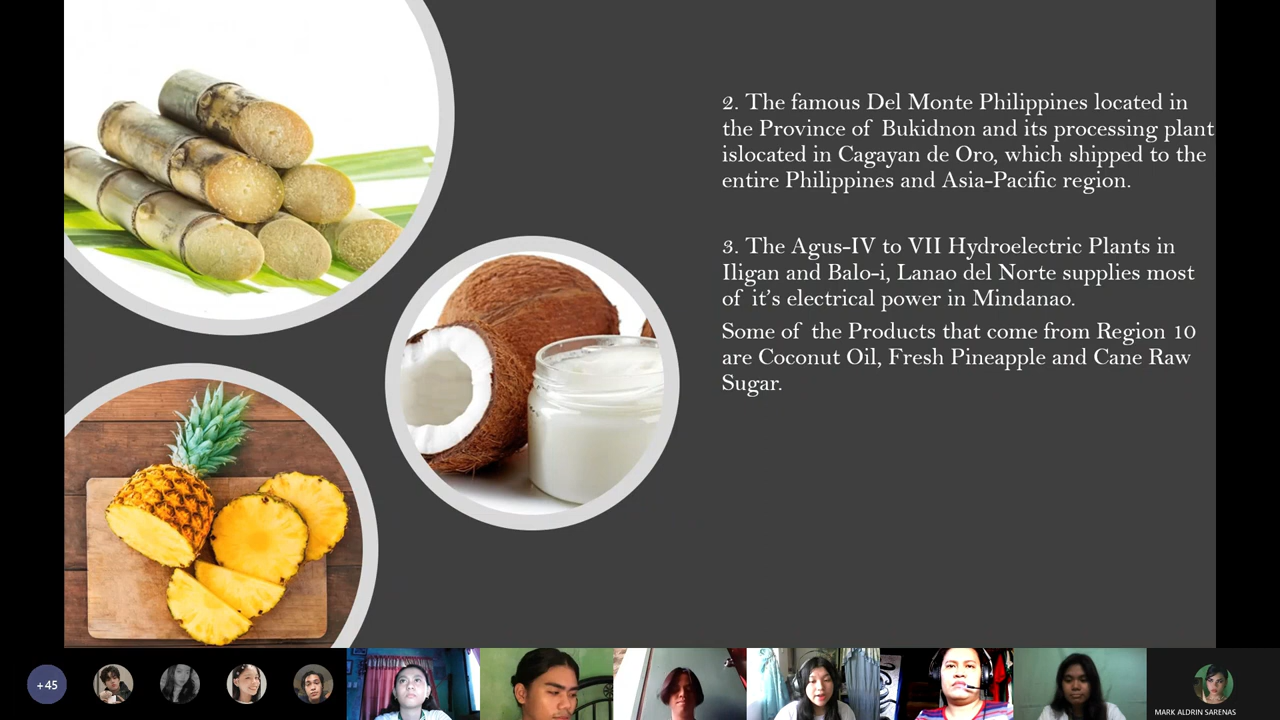 2. The famous Del Monte Philippines located in
the Province of Bukidnon and its processing plant
islocated in Cagayan de Oro, which shipped to the
entire Philippines and Asia-Pacific region.
3. The Agus-IV to VII Hydroelectric Plants in
Iligan and Balo-i, Lanao del Norte supplies most
of it's electrical power in Mindanao.
Some of the Products that come from Region 10
are Coconut Oil, Fresh Pineapple and Cane Raw
Sugar.
+45
MARK ALDRIN SARENAS